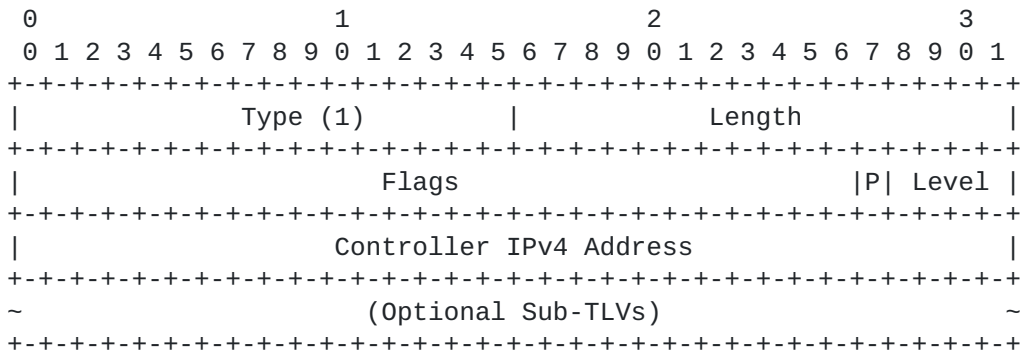 0                   1                   2                   3
 0 1 2 3 4 5 6 7 8 9 0 1 2 3 4 5 6 7 8 9 0 1 2 3 4 5 6 7 8 9 0 1
+-+-+-+-+-+-+-+-+-+-+-+-+-+-+-+-+-+-+-+-+-+-+-+-+-+-+-+-+-+-+-+-+
|              Type (1)         |            Length             |
+-+-+-+-+-+-+-+-+-+-+-+-+-+-+-+-+-+-+-+-+-+-+-+-+-+-+-+-+-+-+-+-+
|                       Flags                         |P| Level |
+-+-+-+-+-+-+-+-+-+-+-+-+-+-+-+-+-+-+-+-+-+-+-+-+-+-+-+-+-+-+-+-+
|                    Controller IPv4 Address                    |
+-+-+-+-+-+-+-+-+-+-+-+-+-+-+-+-+-+-+-+-+-+-+-+-+-+-+-+-+-+-+-+-+
~                      (Optional Sub-TLVs)                      ~
+-+-+-+-+-+-+-+-+-+-+-+-+-+-+-+-+-+-+-+-+-+-+-+-+-+-+-+-+-+-+-+-+